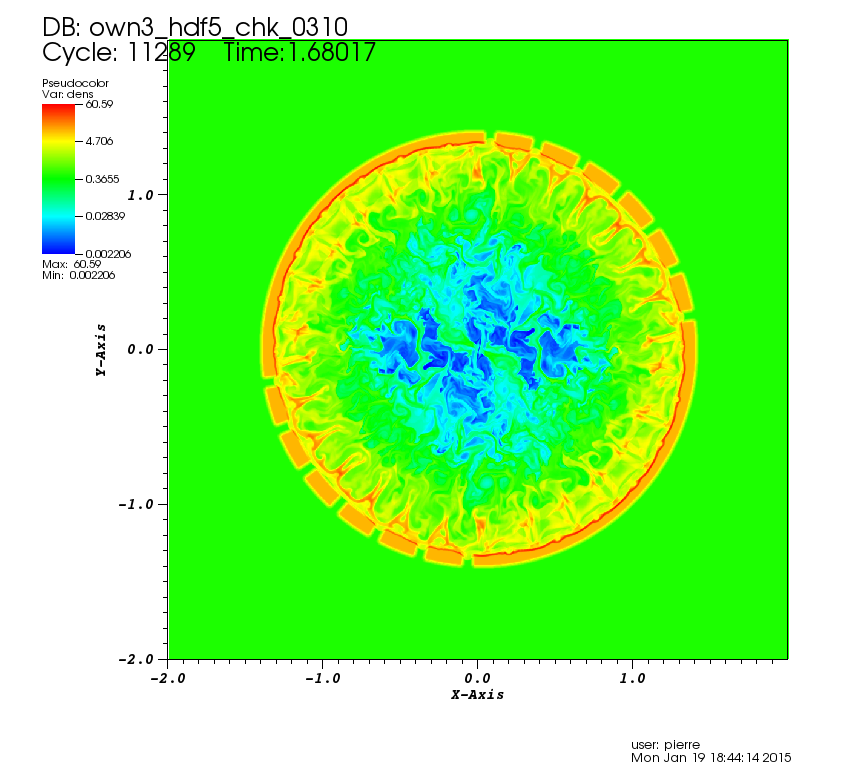 DB: own3_hdf5_chk_0310
Cycle: 11289 Time:1.68017
Pseudocolor
Var: dens
60.59
4.706
0.3655
0.02839
0.002206
Max: 60.59
Min: 0.002206
1.0
0.0
-1.0
-2.0
Y-Axis
-2.0 -1.0 0.0 1.0
X-Axis
user: pierre
Mon Jan 19 18:44:14 2015